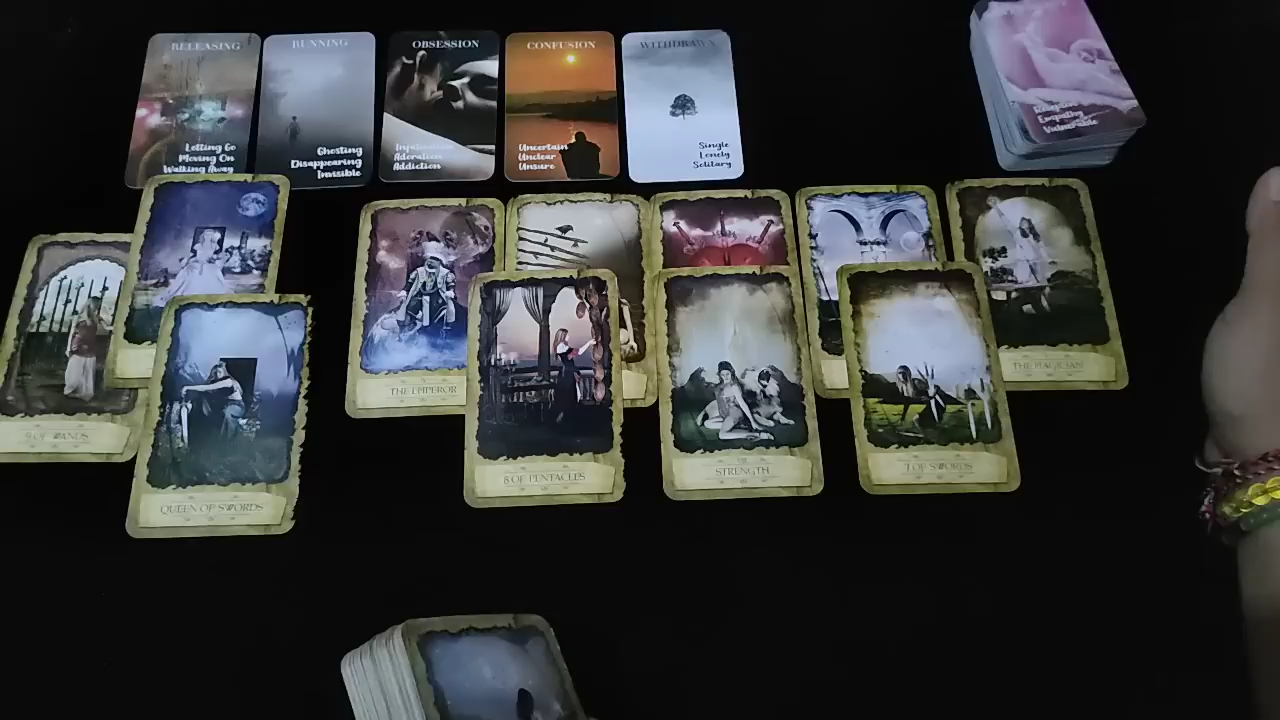 RELEASING
Letting Go
Moving On
Walking Away
RUNNING
Ghosting
Disappearing
Invisible
OBSESSION
Infatuation
Adoration
Addiction
CONFUSION
Uncertain
Unclear
Unsure
WITHDRAWN
Single
Lonely
Solitary
Empathy
Vulnerable
9 OF WANDS
QUEEN OF SWORDS
THE EMPEROR
8 OF PENTACLES
STRENGTH
7 OF SWORDS
THE MAGICIAN